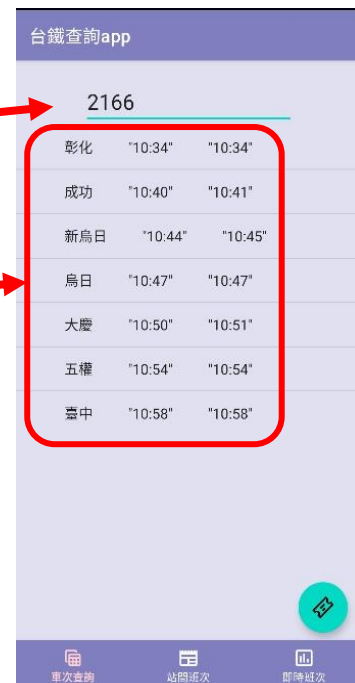 台鐵查詢app
2166
彰化 "10:34" "10:34"
成功 "10:40" "10:41"
新烏日 "10:44" "10:45"
烏日 "10:47" "10:47"
大慶 "10:50" "10:51"
五權 "10:54" "10:54"
臺中 "10:58" "10:58"
車次查詢 站間班次 即時班次